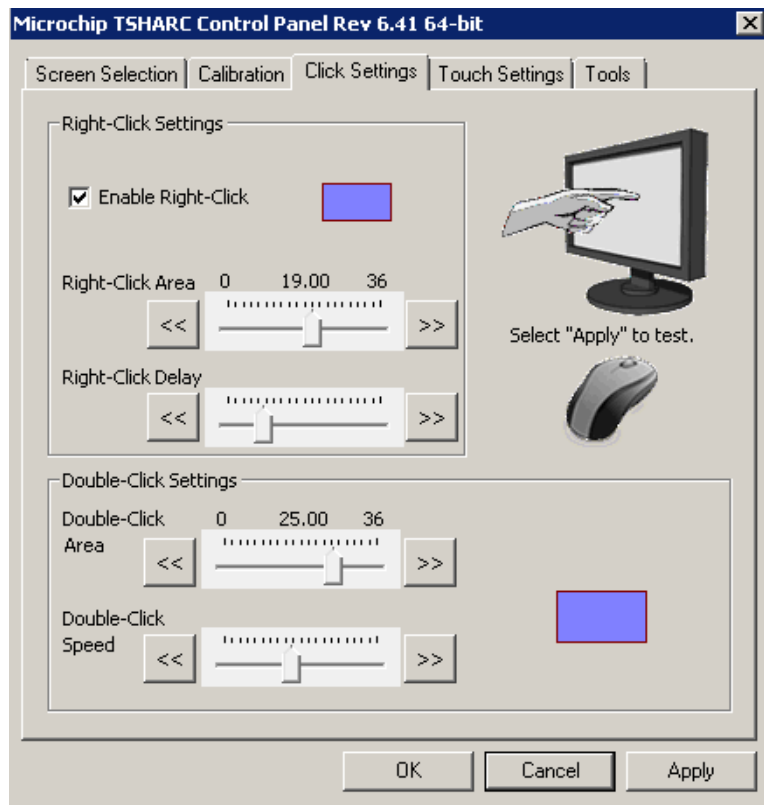 Microchip TSHARC Control Panel Rev 6.41 64-bit
Screen Selection Calibration Click Settings Touch Settings Tools
Right-Click Settings
Enable Right-Click
Right-Click Area 0 19.00 36
<< >>
Select "Apply" to test.
Right-Click Delay
<< >>
Double-Click Settings
Double-Click 0 25.00 36
Area
<< >>
Double-Click
Speed
<< >>
OK Cancel Apply